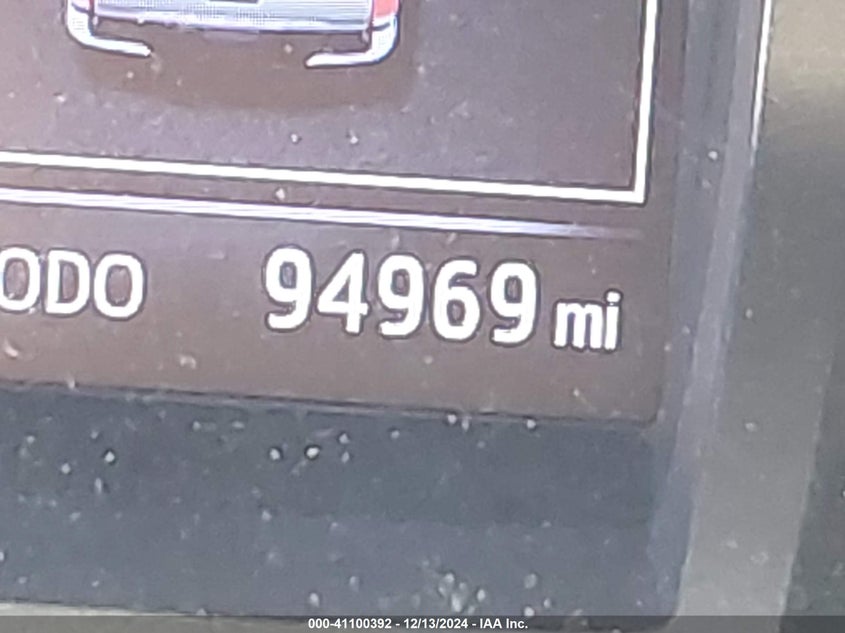 ODO 94969 mi
000-41100392 - 12/13/2024 - IAA Inc.